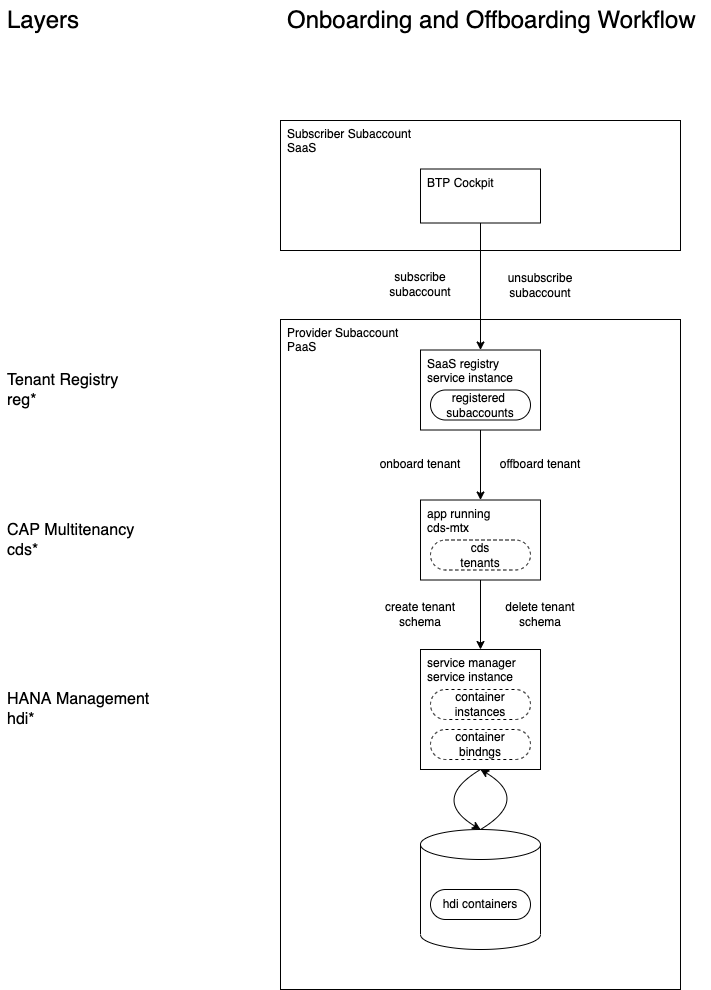 Layers
Onboarding and Offboarding Workflow
Subscriber Subaccount
SaaS
BTP Cockpit
subscribe
subaccount
unsubscribe
subaccount
Provider Subaccount
PaaS
Tenant Registry
reg*
SaaS registry
service instance
registered
subaccounts
onboard tenant
offboard tenant
CAP Multitenancy
cds*
app running
cds-mtx
cds
tenants
create tenant
schema
delete tenant
schema
HANA Management
hdi*
service manager
service instance
container
instances
container
bindngs
hdi containers